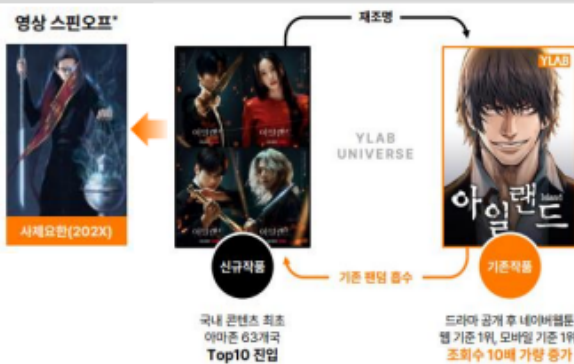 영상 스핀오프*
사제요한(202X)
재조명
YLAB
UNIVERSE
YLAB
아일랜드
Island
신규작품
기존 팬덤 흡수
기존작품
국내 콘텐츠 최초
아마존 63개국
Top10 진입
드라마 공개 후 네이버웹툰
웹 기준 1위, 모바일 기준 1위
조회수 10배 가량 증가